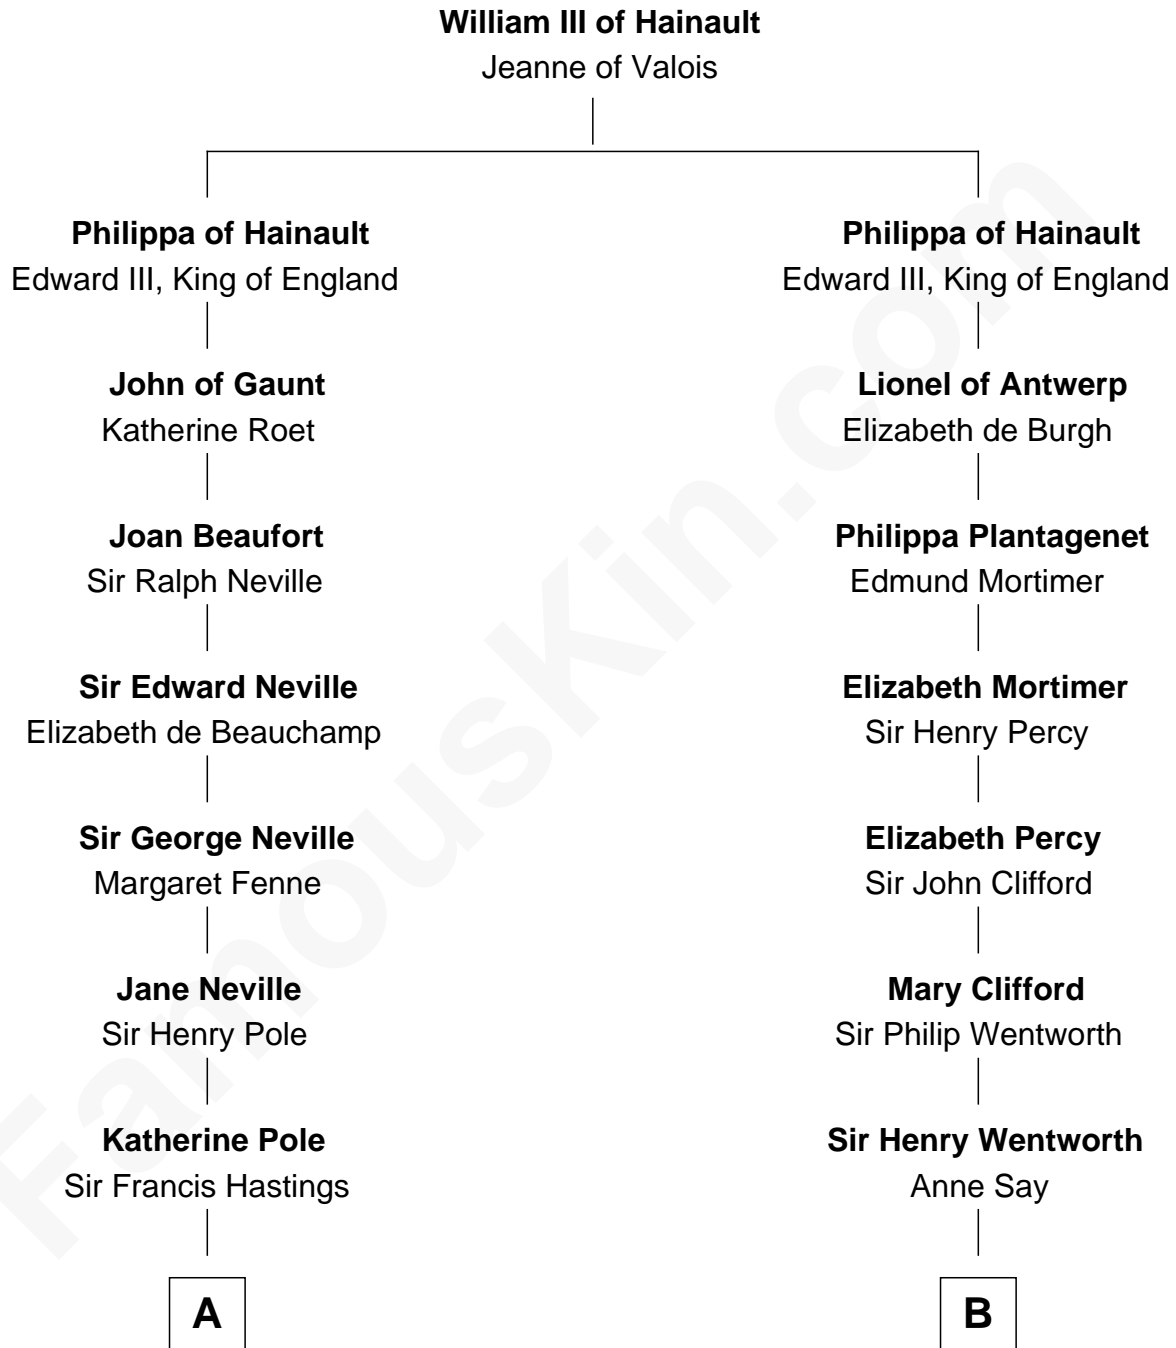 William III of Hainault
Jeanne of Valois
Philippa of Hainault
Edward III, King of England
John of Gaunt
Katherine Roet
Joan Beaufort
Sir Ralph Neville
Sir Edward Neville
Elizabeth de Beauchamp
Sir George Neville
Margaret Fenne
Jane Neville
Sir Henry Pole
Katherine Pole
Sir Francis Hastings
A
Philippa of Hainault
Edward III, King of England
Lionel of Antwerp
Elizabeth de Burgh
Philippa Plantagenet
Edmund Mortimer
Elizabeth Mortimer
Sir Henry Percy
Elizabeth Percy
Sir John Clifford
Mary Clifford
Sir Philip Wentworth
Sir Henry Wentworth
Anne Say
B
FamousKin.com